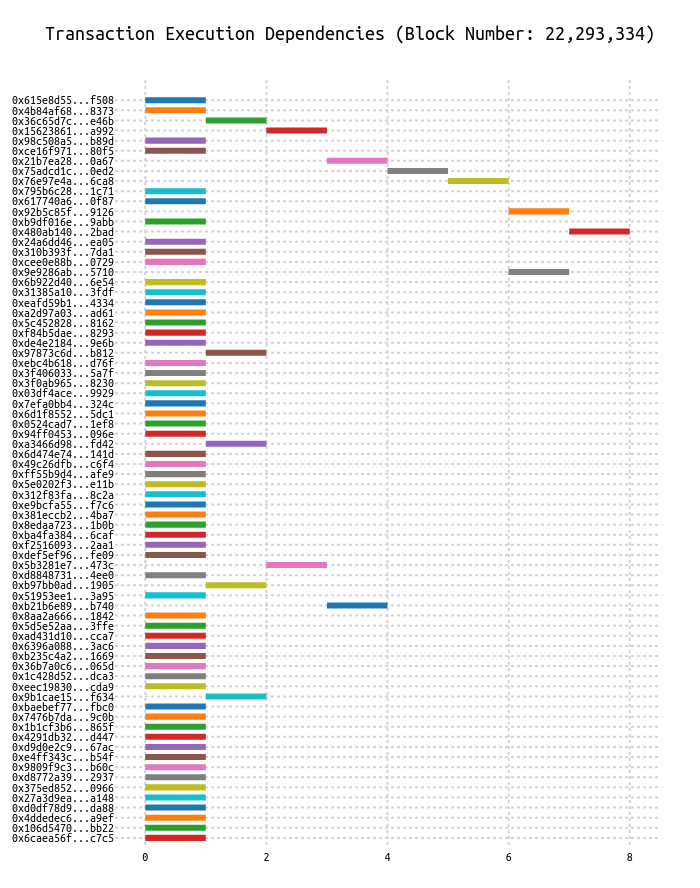 Transaction Execution Dependencies (Block Number: 22,293,334)
0x615e8d55...f508
0x4b84af68...8373
0x36c65d7c...e46b
0x15623861...a992
0x98c508a5...b89d
0xce16f971...80f5
0x21b7ea28...0a67
0x75adcd1c...0ed2
0x76e97e4a...6ca8
0x795b6c28...1c71
0x617740a6...0f87
0x92b5c85f...9126
0xb9df016e...9abb
0x480ab140...2bad
0x24a6dd46...ea05
0x310b393f...7da1
0xcee0e88b...0729
0x9e9286ab...5710
0x6b922d40...6e54
0x31385a10...3fdf
0xeafd59b1...4334
0xa2d97a03...ad61
0x5c452828...8162
0xf84b5dae...8293
0xde4e2184...9e6b
0x97873c6d...b812
0xebc4b618...d76f
0x3f406033...5a7f
0x3f0ab965...8230
0x03df4ace...9929
0x7efa0bb4...324c
0x6d1f8552...5dc1
0x0524cad7...1ef8
0x94ff0453...096e
0xa3466d98...fd42
0x6d474e74...141d
0x49c26dfb...c6f4
0xff55b9d4...afe9
0x5e0202f3...e11b
0x312f83fa...8c2a
0xe9bcfa55...f7c6
0x381eccb2...4ba7
0x8edaa723...1b0b
0xba4fa384...6caf
0xf2516093...2aa1
0xdef5ef96...fe09
0x5b3281e7...473c
0xd8848731...4ee0
0xb97bb0ad...1905
0x51953ee1...3a95
0xb21b6e89...b740
0x8aa2a666...1842
0x5d5e52aa...3ffe
0xad431d10...cca7
0x6396a088...3ac6
0xb235c4a2...1669
0x36b7a0c6...065d
0x1c428d52...dca3
0xeec19830...cda9
0x9b1cae15...f634
0xbaebef77...fbc0
0x7476b7da...9c0b
0x1b1cf3b6...865f
0x4291db32...d447
0xd9d0e2c9...67ac
0xe4ff343c...b54f
0x9809f9c3...b60c
0xd8772a39...2937
0x375ed852...0966
0x27a3d9ea...a148
0xd0df78d9...da88
0x4ddedec6...a9ef
0x106d5470...bb22
0x6caea56f...c7c5
0 2 4 6 8